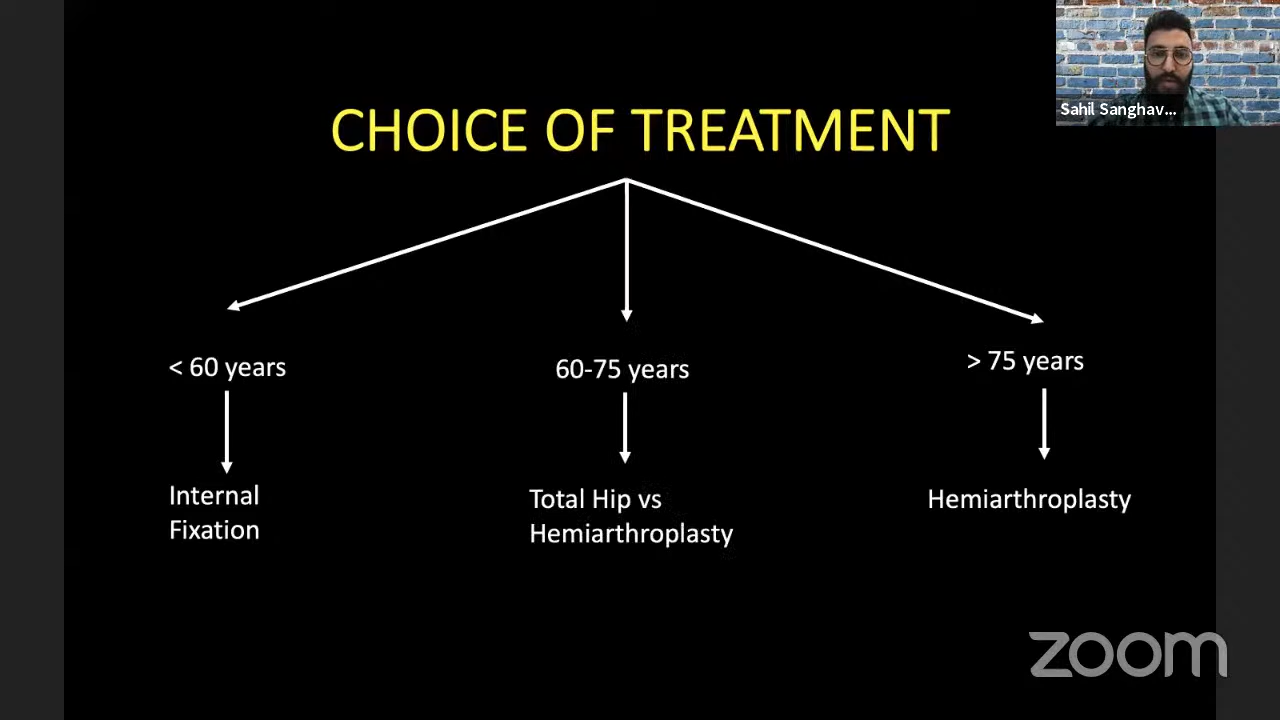 Sahil Sanghav...
CHOICE OF TREATMENT
< 60 years
60-75 years
> 75 years
Internal
Fixation
Total Hip vs
Hemiarthroplasty
Hemiarthroplasty
zoom